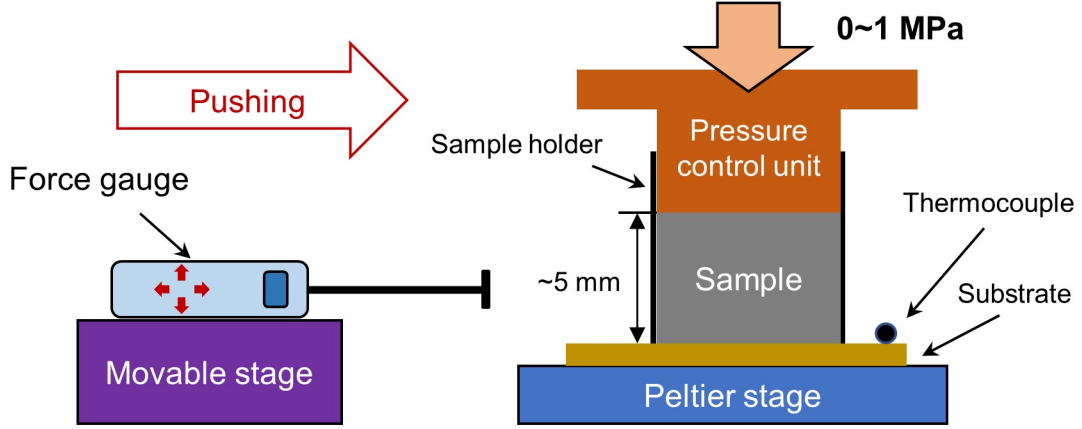 0~1 MPa
Pushing
Pressure
control unit
Sample holder
Force gauge
Thermocouple
~5 mm
Sample
Substrate
Movable stage
Peltier stage